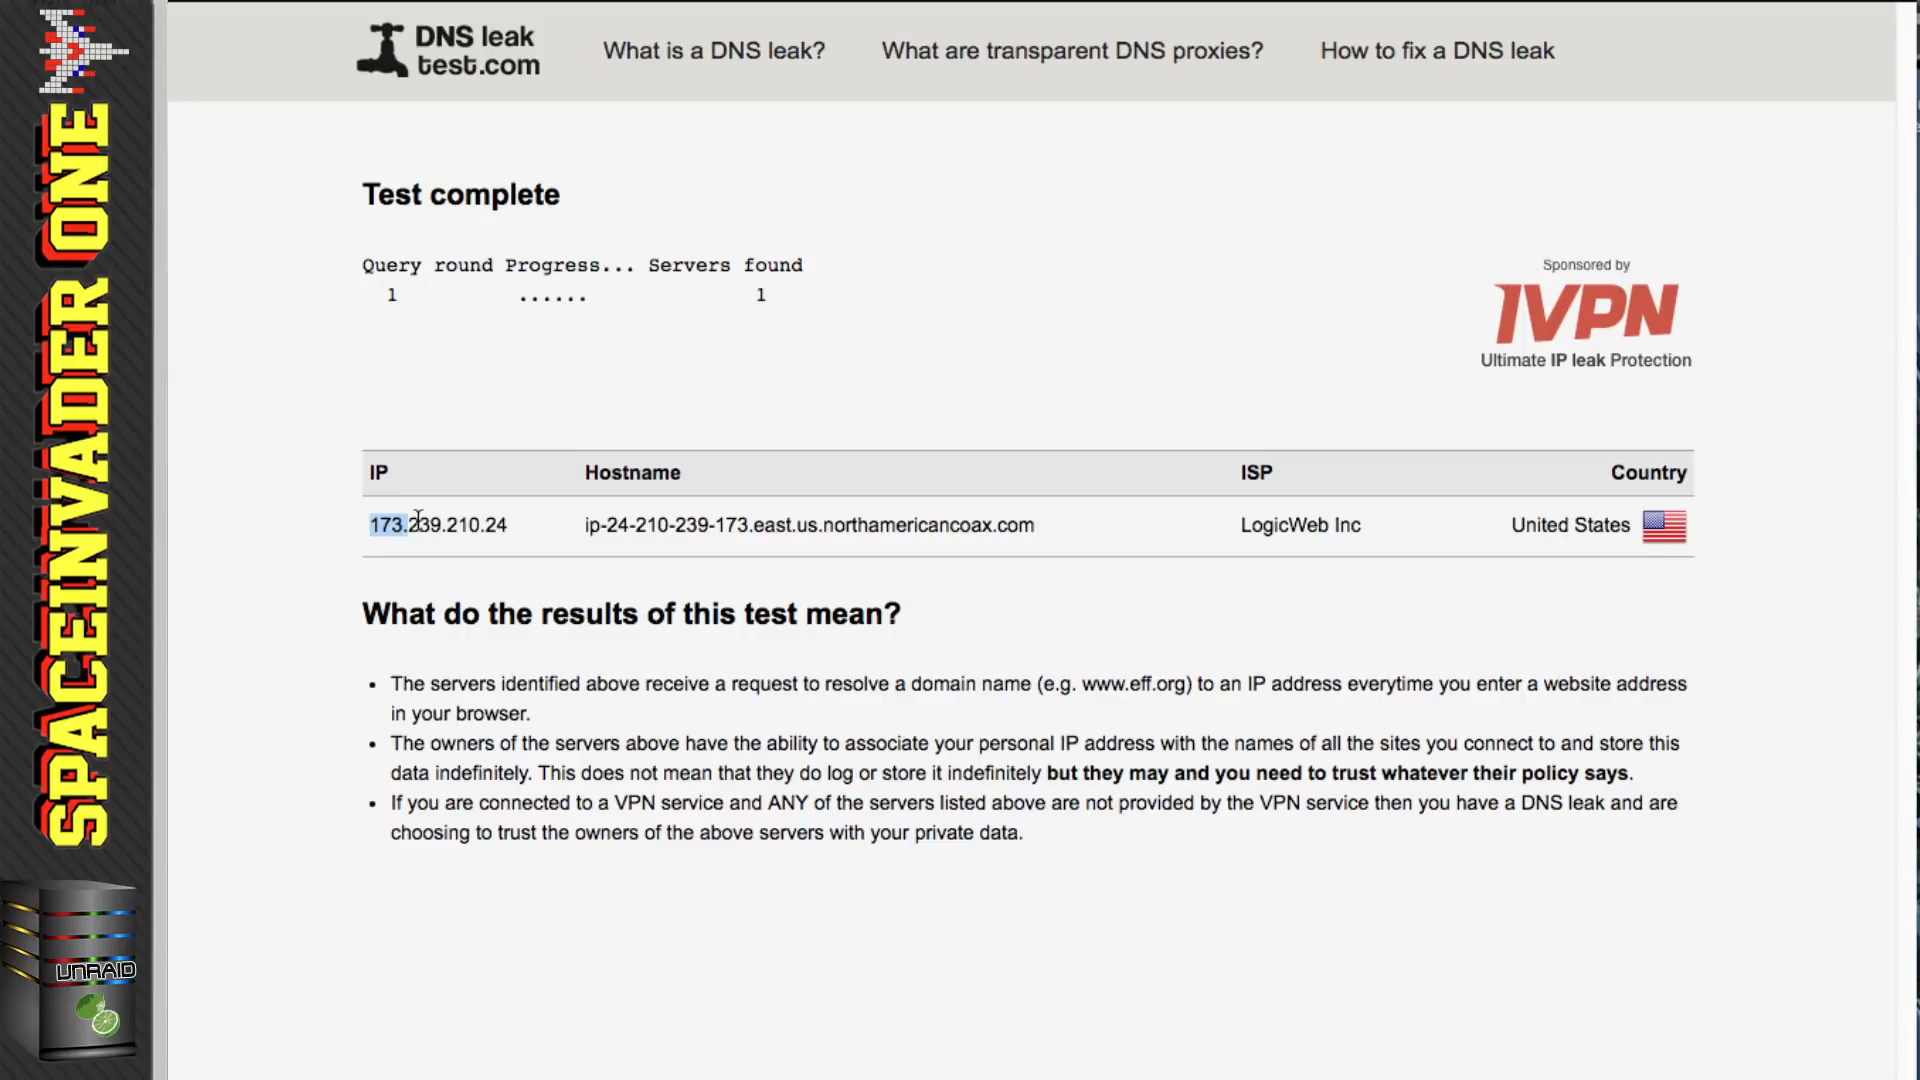 SPACEINVADER ONE
UNRAID
DNS leak
test.com
What is a DNS leak?
What are transparent DNS proxies?
How to fix a DNS leak
Test complete
Query round Progress... Servers found
1 ...... 1
Sponsored by
IVPN
Ultimate IP leak Protection
IP Hostname ISP Country
173.239.210.24 ip-24-210-239-173.east.us.northamericancoax.com LogicWeb Inc United States
What do the results of this test mean?
• The servers identified above receive a request to resolve a domain name (e.g. www.eff.org) to an IP address everytime you enter a website address
in your browser.
• The owners of the servers above have the ability to associate your personal IP address with the names of all the sites you connect to and store this
data indefinitely. This does not mean that they do log or store it indefinitely but they may and you need to trust whatever their policy says.
• If you are connected to a VPN service and ANY of the servers listed above are not provided by the VPN service then you have a DNS leak and are
choosing to trust the owners of the above servers with your private data.